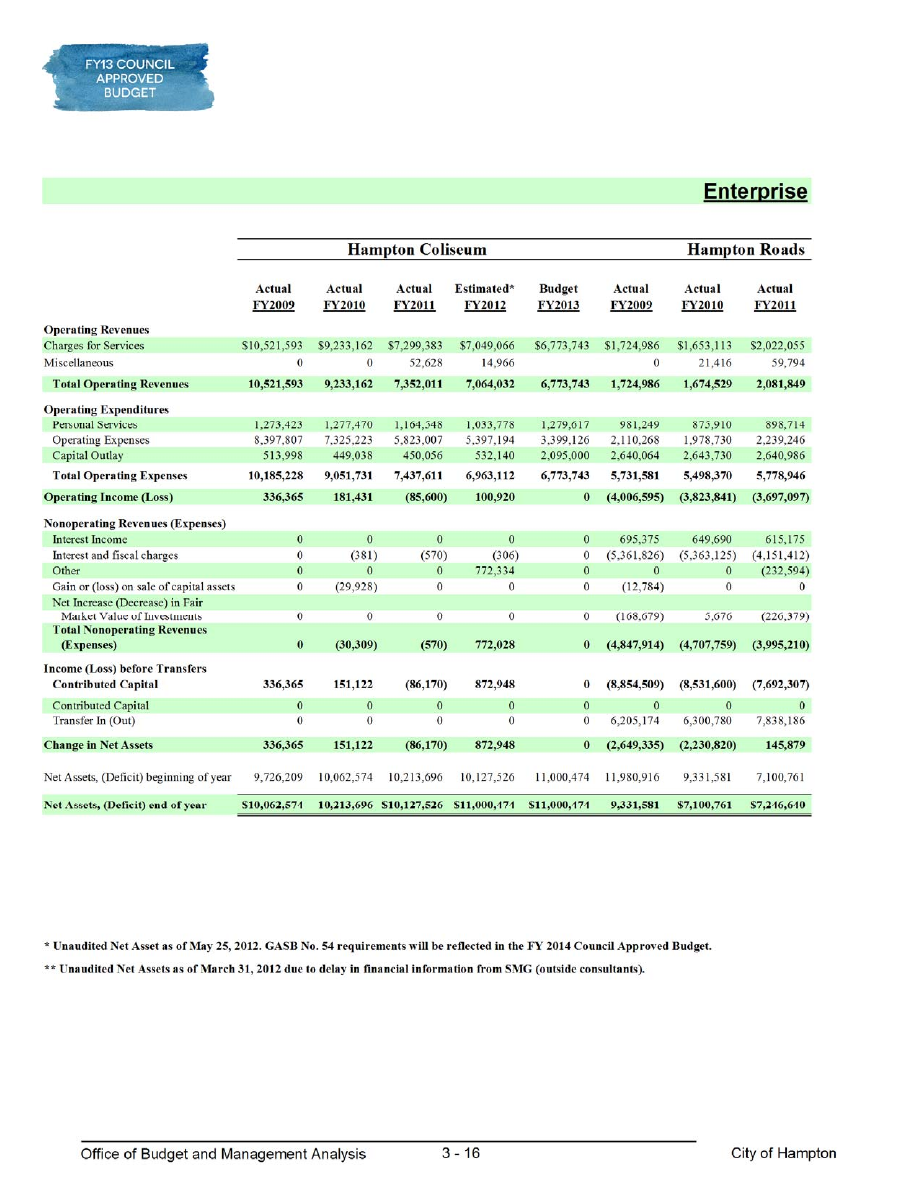 FY13 COUNCIL
APPROVED
BUDGET
Enterprise
Hampton Coliseum Hampton Roads
Actual Actual Actual Estimated* Budget Actual Actual Actual
FY2009 FY2010 FY2011 FY2012 FY2013 FY2009 FY2010 FY2011
Operating Revenues
Charges for Services $10,521,593 $9,233,162 $7,299,383 $7,049,066 $6,773,743 $1,724,986 $1,653,113 $2,022,055
Miscellaneous 0 0 52,628 14,966 0 21,416 59,794
Total Operating Revenues 10,521,593 9,233,162 7,352,011 7,064,032 6,773,743 1,724,986 1,674,529 2,081,849
Operating Expenditures
Personal Services 1,273,423 1,277,470 1,164,548 1,033,778 1,279,617 981,249 875,910 898,714
Operating Expenses 8,397,807 7,325,223 5,823,007 5,397,194 3,399,126 2,110,268 1,978,730 2,239,246
Capital Outlay 513,998 449,038 450,056 532,140 2,095,000 2,640,064 2,643,730 2,640,986
Total Operating Expenses 10,185,228 9,051,731 7,437,611 6,963,112 6,773,743 5,731,581 5,498,370 5,778,946
Operating Income (Loss) 336,365 181,431 (85,600) 100,920 0 (4,006,595) (3,823,841) (3,697,097)
Nonoperating Revenues (Expenses)
Interest Income 0 0 0 0 0 695,375 649,690 615,175
Interest and fiscal charges 0 (381) (570) (306) 0 (5,361,826) (5,363,125) (4,151,412)
Other 0 0 0 772,334 0 0 0 (232,594)
Gain or (loss) on sale of capital assets 0 (29,928) 0 0 0 (12,784) 0 0
Net Increase (Decrease) in Fair
Market Value of Investments 0 0 0 0 0 (168,679) 5,676 (226,379)
Total Nonoperating Revenues
(Expenses) 0 (30,309) (570) 772,028 0 (4,847,914) (4,707,759) (3,995,210)
Income (Loss) before Transfers
Contributed Capital 336,365 151,122 (86,170) 872,948 0 (8,854,509) (8,531,600) (7,692,307)
Contributed Capital 0 0 0 0 0 0 0 0
Transfer In (Out) 0 0 0 0 0 6,205,174 6,300,780 7,838,186
Change in Net Assets 336,365 151,122 (86,170) 872,948 0 (2,649,335) (2,230,820) 145,879
Net Assets, (Deficit) beginning of year 9,726,209 10,062,574 10,213,696 10,127,526 11,000,474 11,980,916 9,331,581 7,100,761
Net Assets, (Deficit) end of year $10,062,574 10,213,696 $10,127,526 $11,000,474 $11,000,474 9,331,581 $7,100,761 $7,246,640
* Unaudited Net Asset as of May 25, 2012. GASB No. 54 requirements will be reflected in the FY 2014 Council Approved Budget.
** Unaudited Net Assets as of March 31, 2012 due to delay in financial information from SMG (outside consultants).
Office of Budget and Management Analysis 3 - 16 City of Hampton